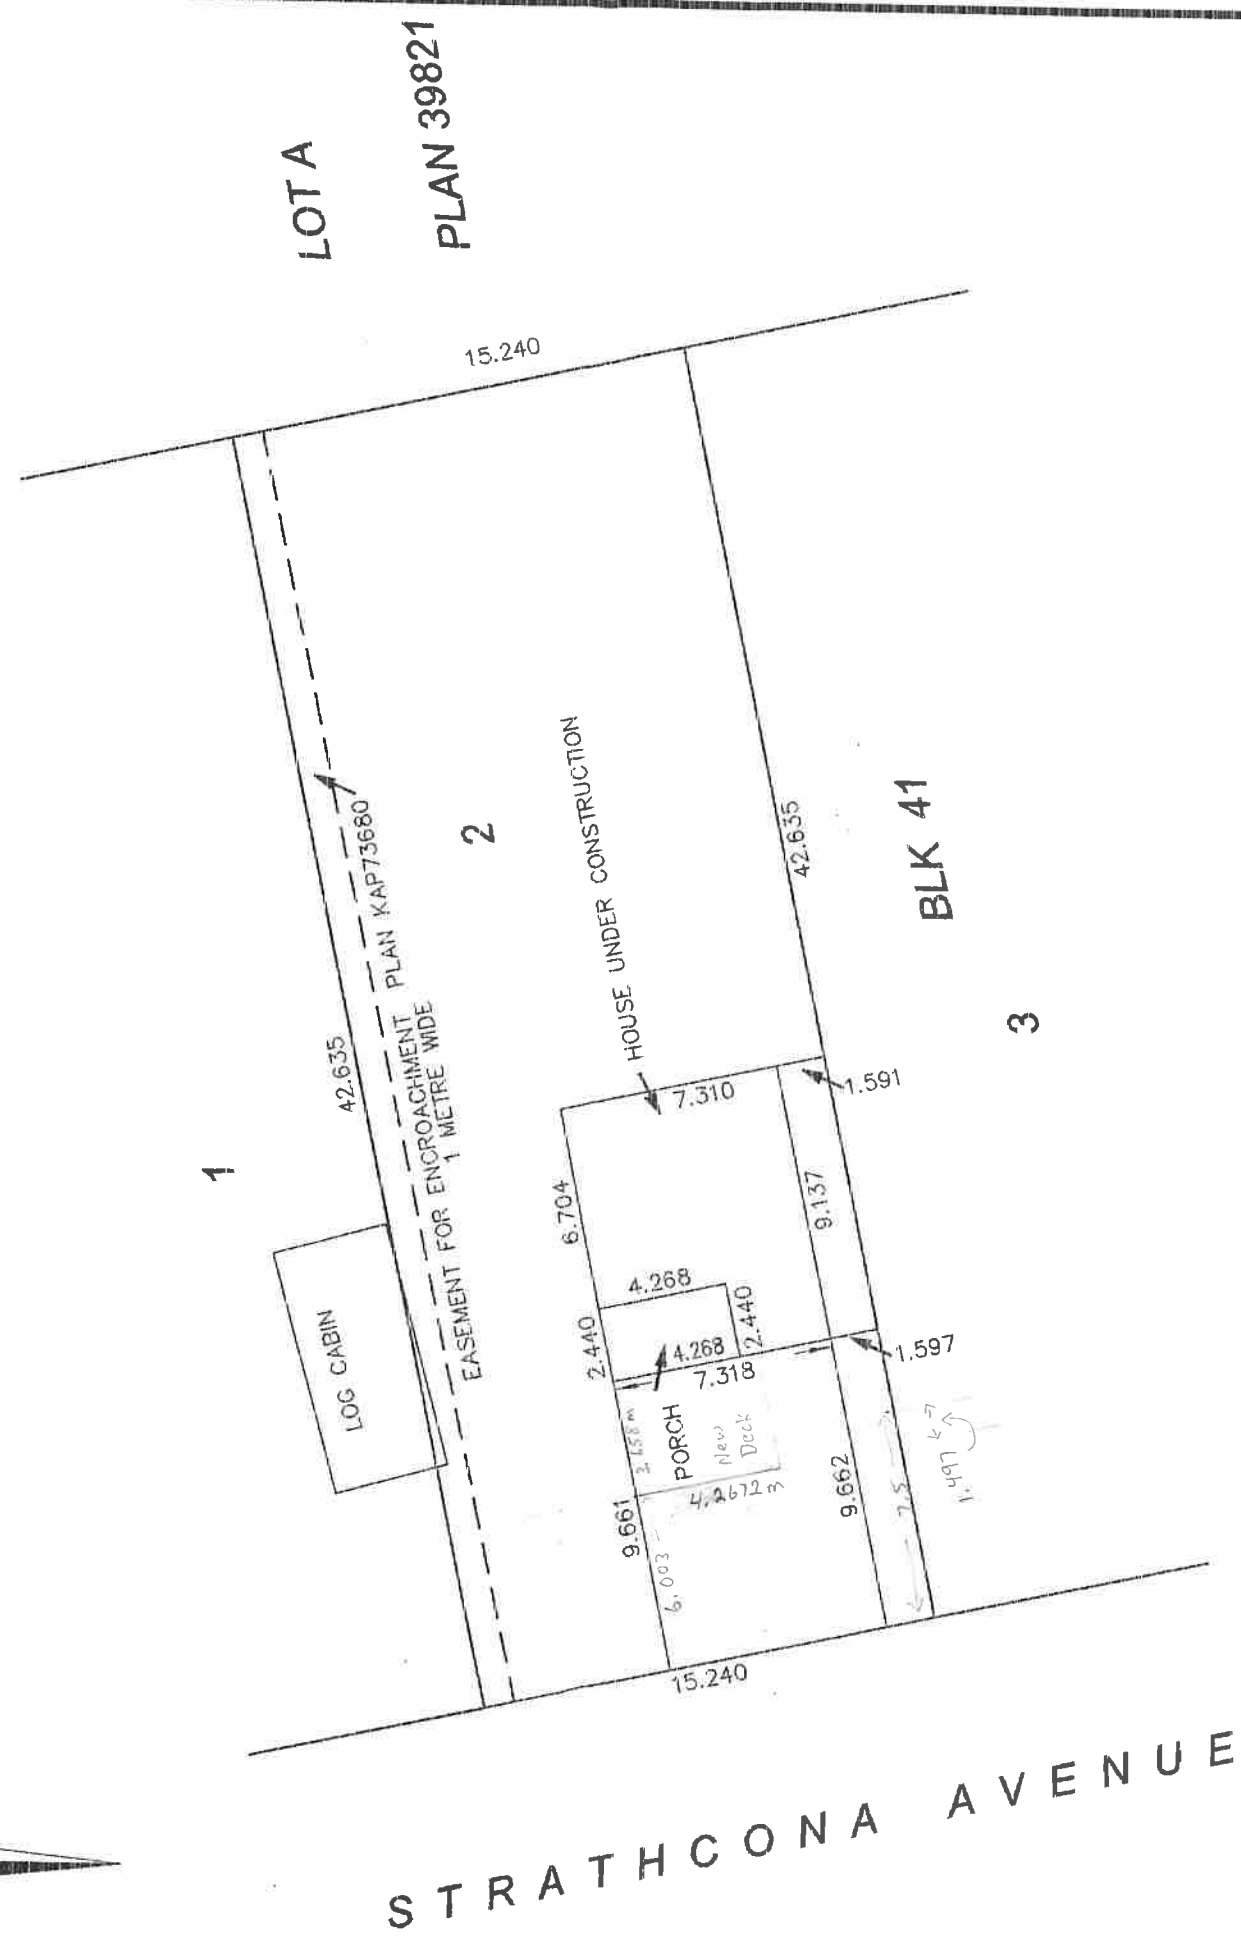 LOT A
PLAN 39821
15.240
1
42.635
EASEMENT FOR ENCROACHMENT PLAN KAP73680
1 METRE WIDE
2
HOUSE UNDER CONSTRUCTION
42.635
BLK 41
3
LOG CABIN
6.704
7.310
1.591
9.137
4.268
2.440
2.440
4.268
7.318
1.597
3.658m
PORCH
New
Deck
4.2672m
9.661
6.003
9.662
7.5
1.497
15.240
STRATHCONA AVENUE